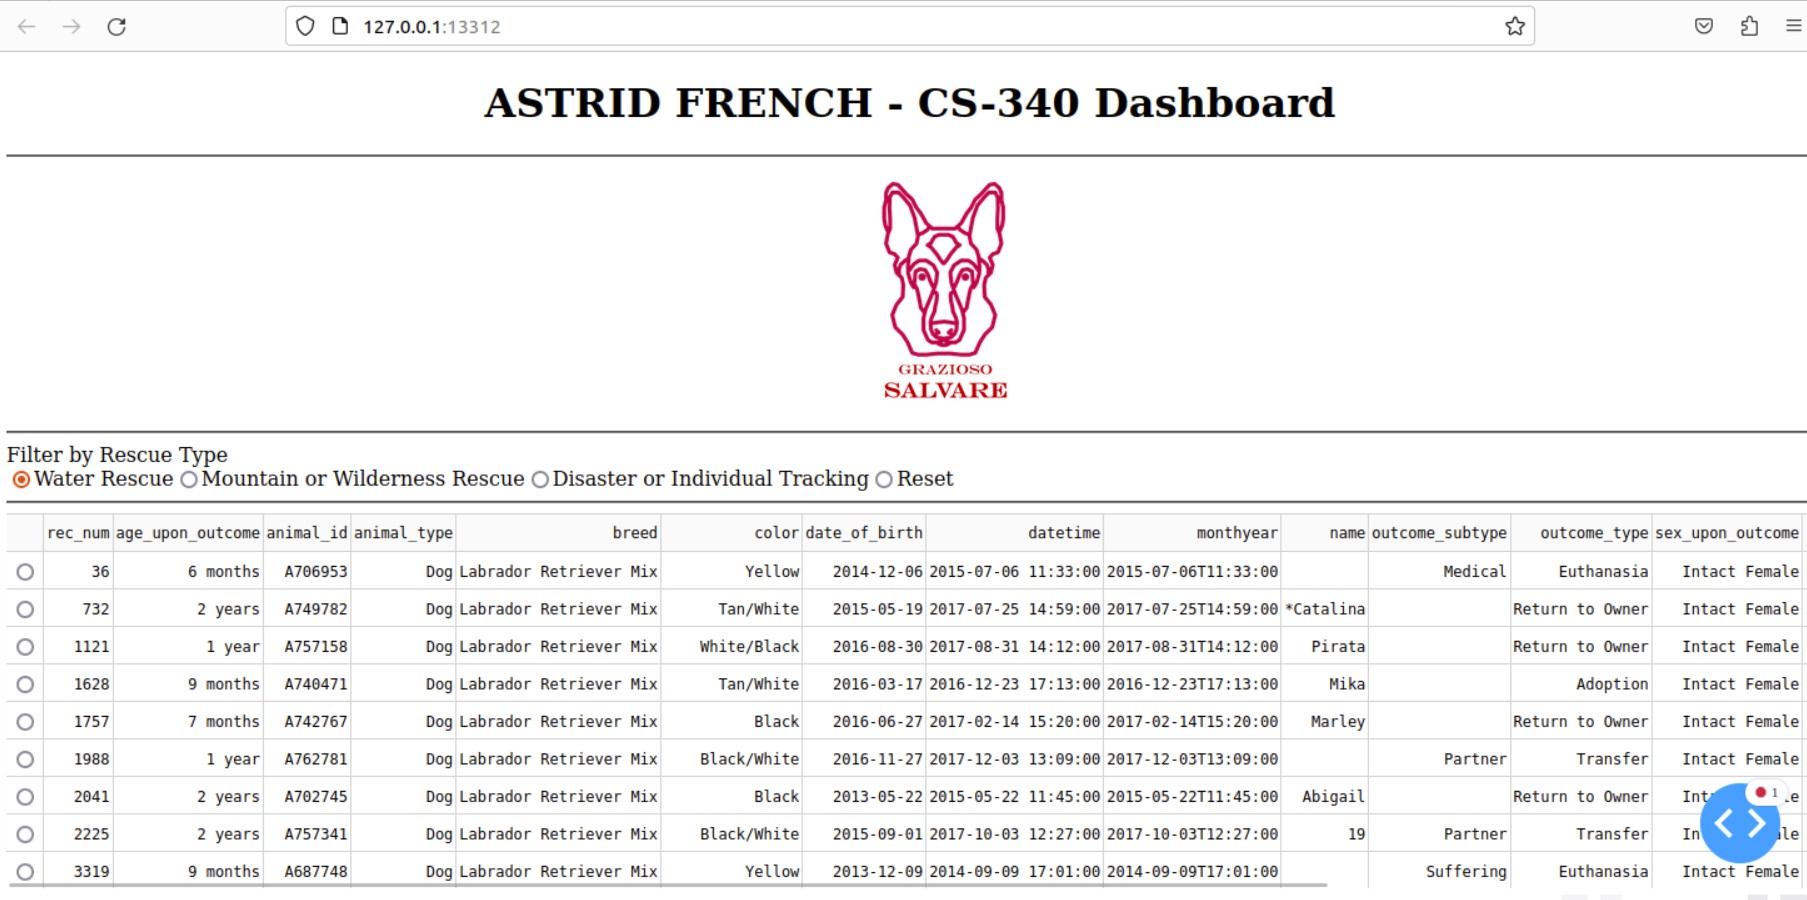 127.0.0.1:13312
ASTRID FRENCH - CS-340 Dashboard
GRAZIOSO
SALVARE
Filter by Rescue Type
Water Rescue Mountain or Wilderness Rescue Disaster or Individual Tracking Reset
rec_num age_upon_outcome animal_id animal_type breed color date_of_birth datetime monthyear name outcome_subtype outcome_type sex_upon_outcome
36 6 months A706953 Dog Labrador Retriever Mix Yellow 2014-12-06 2015-07-06 11:33:00 2015-07-06T11:33:00 Medical Euthanasia Intact Female
732 2 years A749782 Dog Labrador Retriever Mix Tan/White 2015-05-19 2017-07-25 14:59:00 2017-07-25T14:59:00 *Catalina Return to Owner Intact Female
1121 1 year A757158 Dog Labrador Retriever Mix White/Black 2016-08-30 2017-08-31 14:12:00 2017-08-31T14:12:00 Pirata Return to Owner Intact Female
1628 9 months A740471 Dog Labrador Retriever Mix Tan/White 2016-03-17 2016-12-23 17:13:00 2016-12-23T17:13:00 Mika Adoption Intact Female
1757 7 months A742767 Dog Labrador Retriever Mix Black 2016-06-27 2017-02-14 15:20:00 2017-02-14T15:20:00 Marley Return to Owner Intact Female
1988 1 year A762781 Dog Labrador Retriever Mix Black/White 2016-11-27 2017-12-03 13:09:00 2017-12-03T13:09:00 Partner Transfer Intact Female
2041 2 years A702745 Dog Labrador Retriever Mix Black 2013-05-22 2015-05-22 11:45:00 2015-05-22T11:45:00 Abigail Return to Owner
1
2225 2 years A757341 Dog Labrador Retriever Mix Black/White 2015-09-01 2017-10-03 12:27:00 2017-10-03T12:27:00 19 Partner Transfer
3319 9 months A687748 Dog Labrador Retriever Mix Yellow 2013-12-09 2014-09-09 17:01:00 2014-09-09T17:01:00 Suffering Euthanasia Intact Female